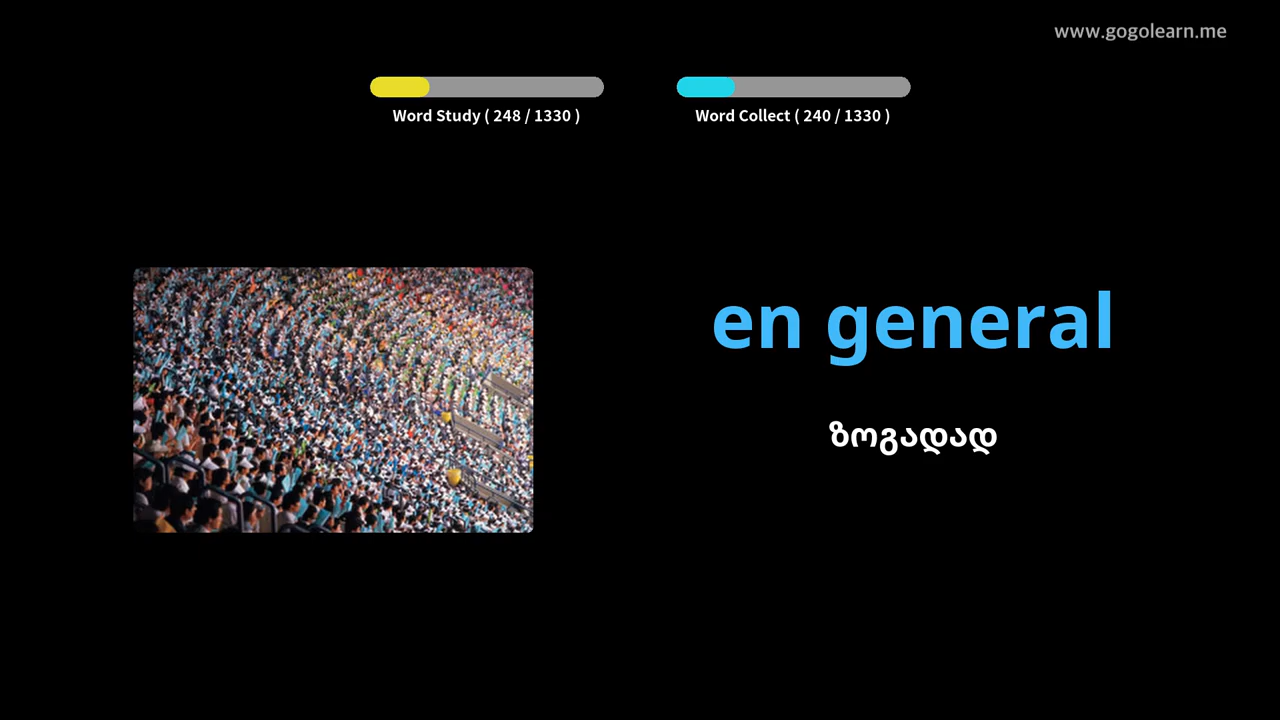 www.gogolearn.me
Word Study ( 248 / 1330 )
Word Collect ( 240 / 1330 )
en general
ზოგადად